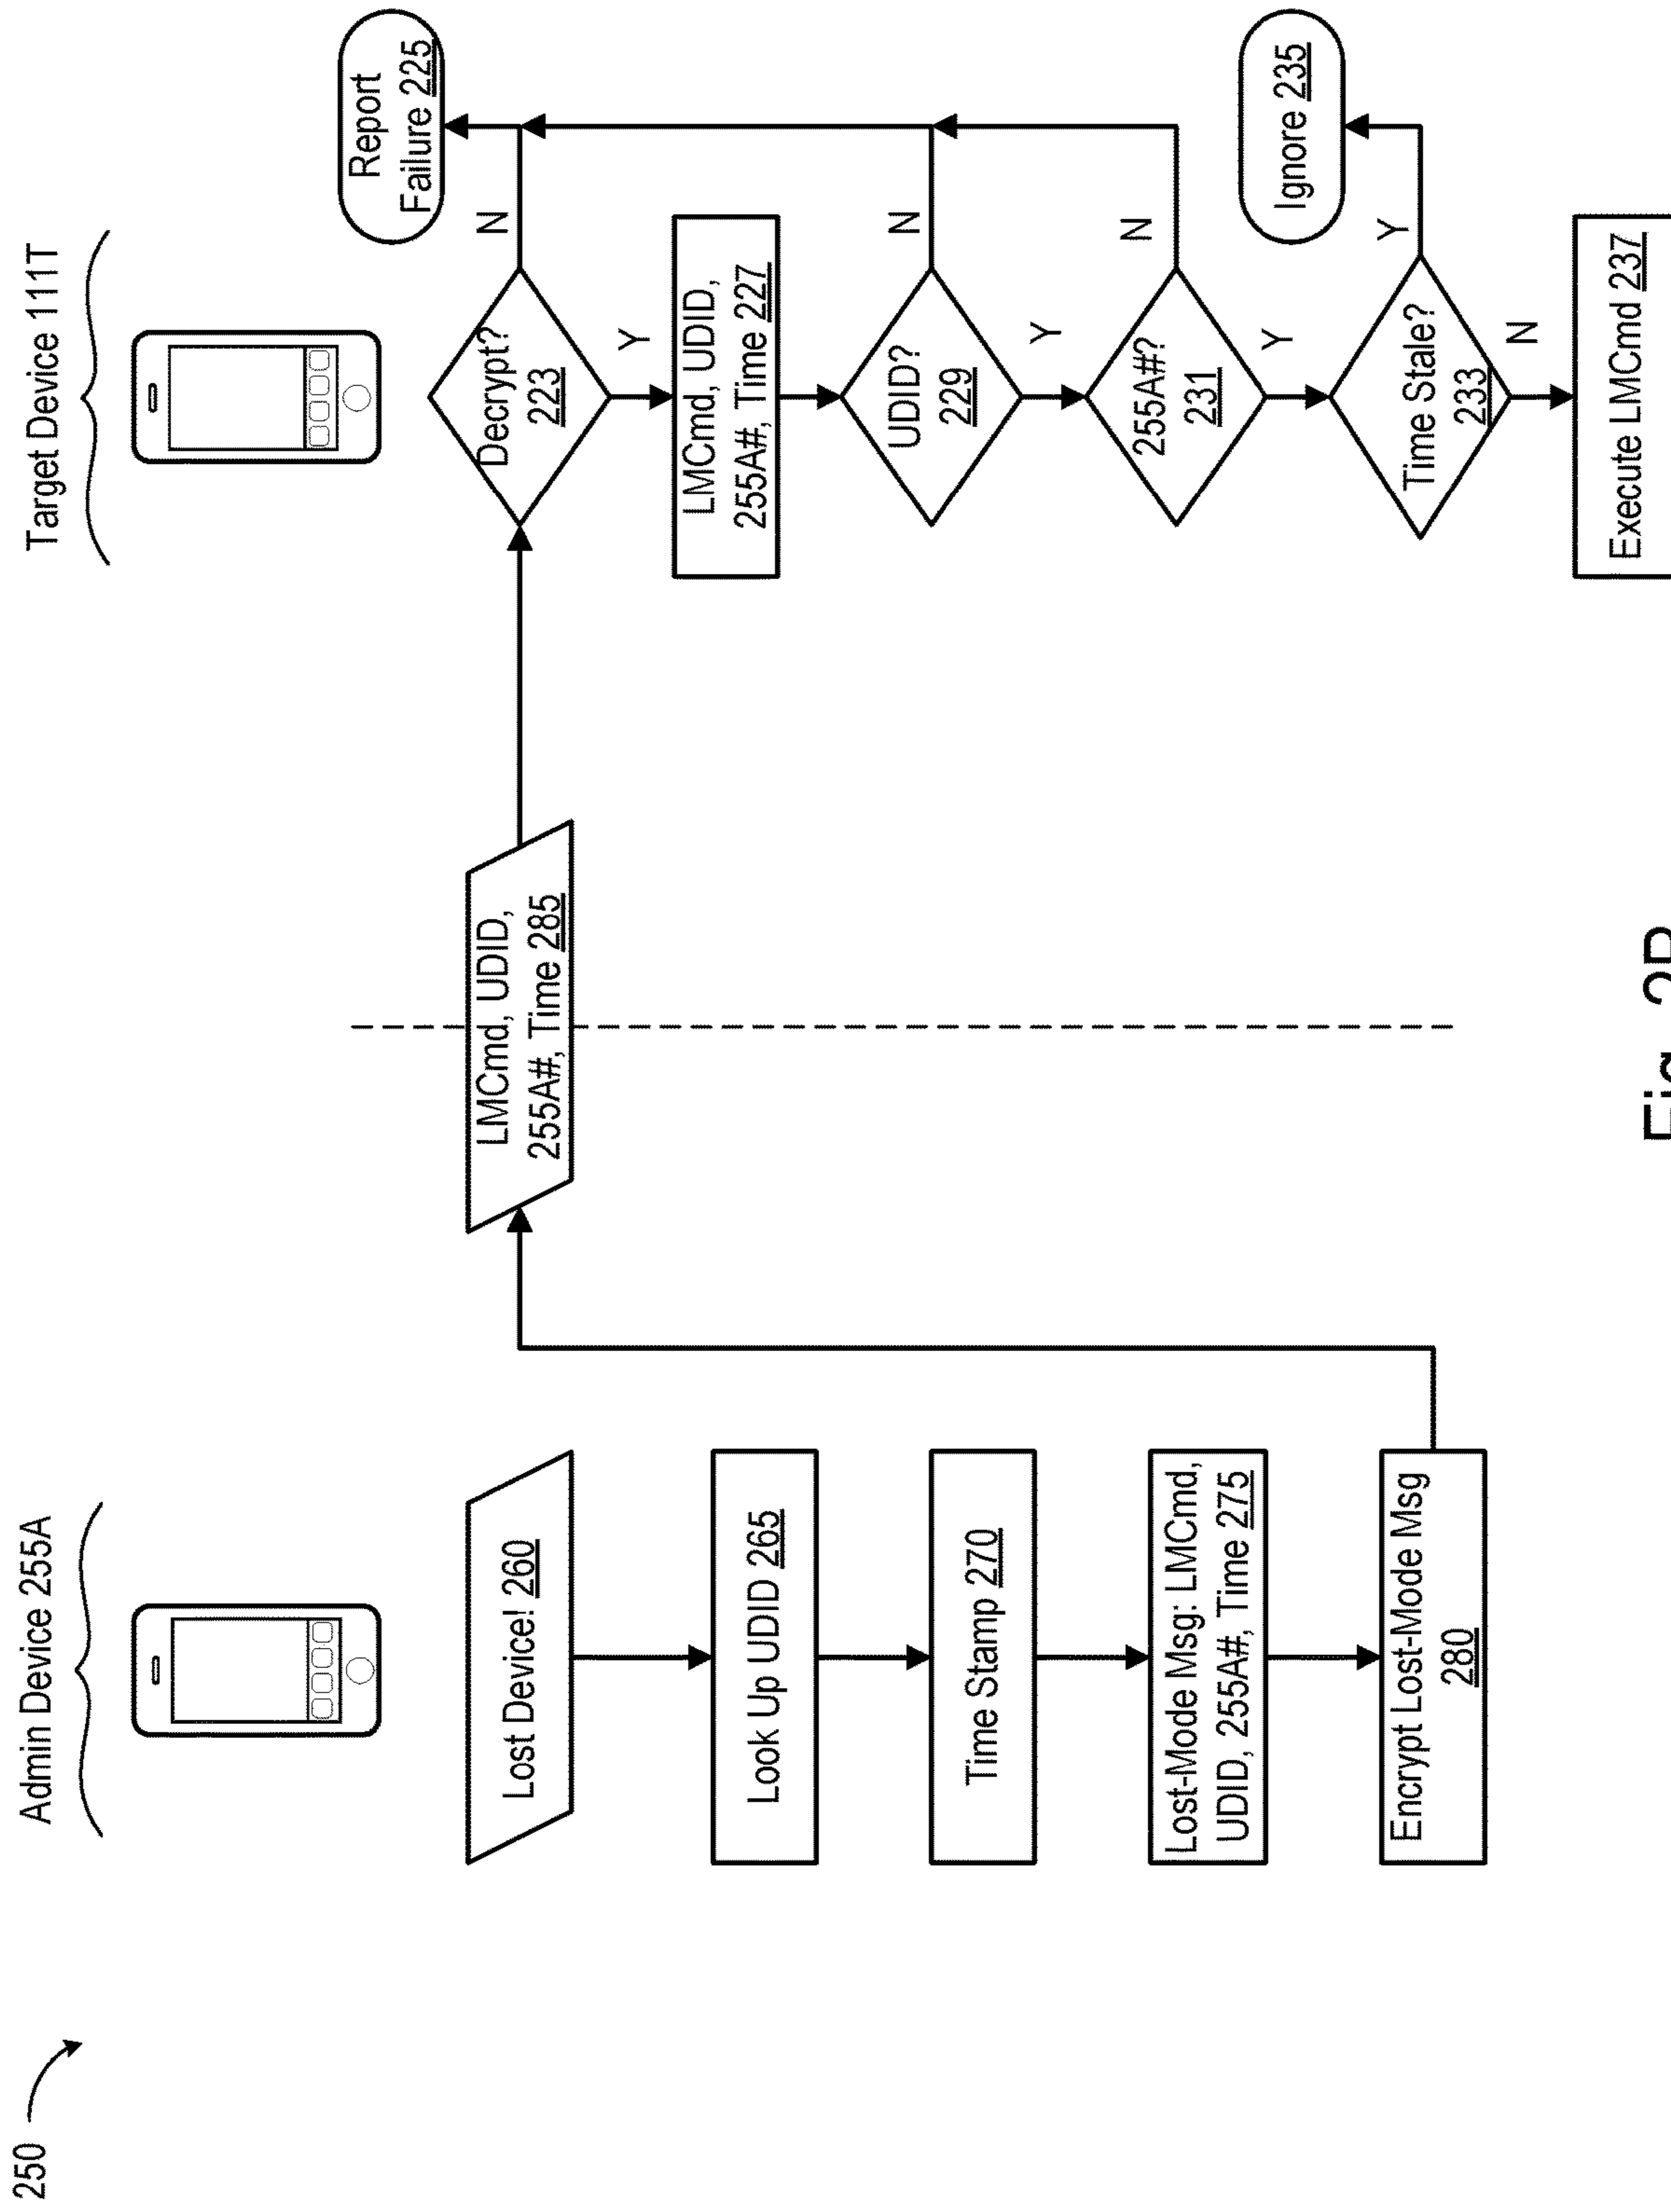 250
Admin Device 255A
Target Device 111T
Lost Device! 260
Look Up UDID 265
Time Stamp 270
Lost-Mode Msg: LMCmd,
UDID, 255A#, Time 275
Encrypt Lost-Mode Msg
280
LMCmd, UDID,
255A#, Time 285
Decrypt?
223
N
Report
Failure 225
Y
LMCmd, UDID,
255A#, Time 227
UDID?
229
N
Y
255A#?
231
N
Y
Time Stale?
233
Y
Ignore 235
N
Execute LMCmd 237